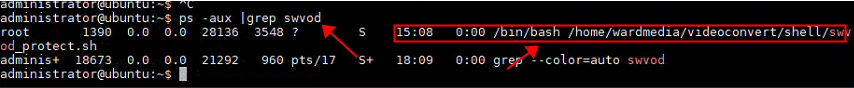 administrator@ubuntu:~$ ^C
administrator@ubuntu:~$ ps -aux |grep swvod
root      1390  0.0  0.0  28136  3548 ?        S    15:08   0:00 /bin/bash /home/wardmedia/videoconvert/shell/swv
od_protect.sh
adminis+ 18673  0.0  0.0  21292   960 pts/17   S+   18:09   0:00 grep --color=auto swvod
administrator@ubuntu:~$